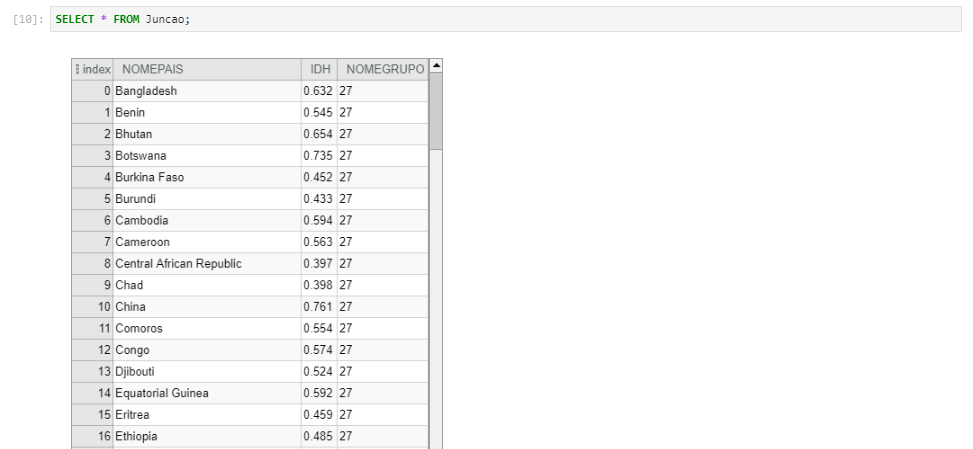 [10]: SELECT * FROM Juncao;
index NOMEPAIS IDH NOMEGRUPO
0 Bangladesh 0.632 27
1 Benin 0.545 27
2 Bhutan 0.654 27
3 Botswana 0.735 27
4 Burkina Faso 0.452 27
5 Burundi 0.433 27
6 Cambodia 0.594 27
7 Cameroon 0.563 27
8 Central African Republic 0.397 27
9 Chad 0.398 27
10 China 0.761 27
11 Comoros 0.554 27
12 Congo 0.574 27
13 Djibouti 0.524 27
14 Equatorial Guinea 0.592 27
15 Eritrea 0.459 27
16 Ethiopia 0.485 27